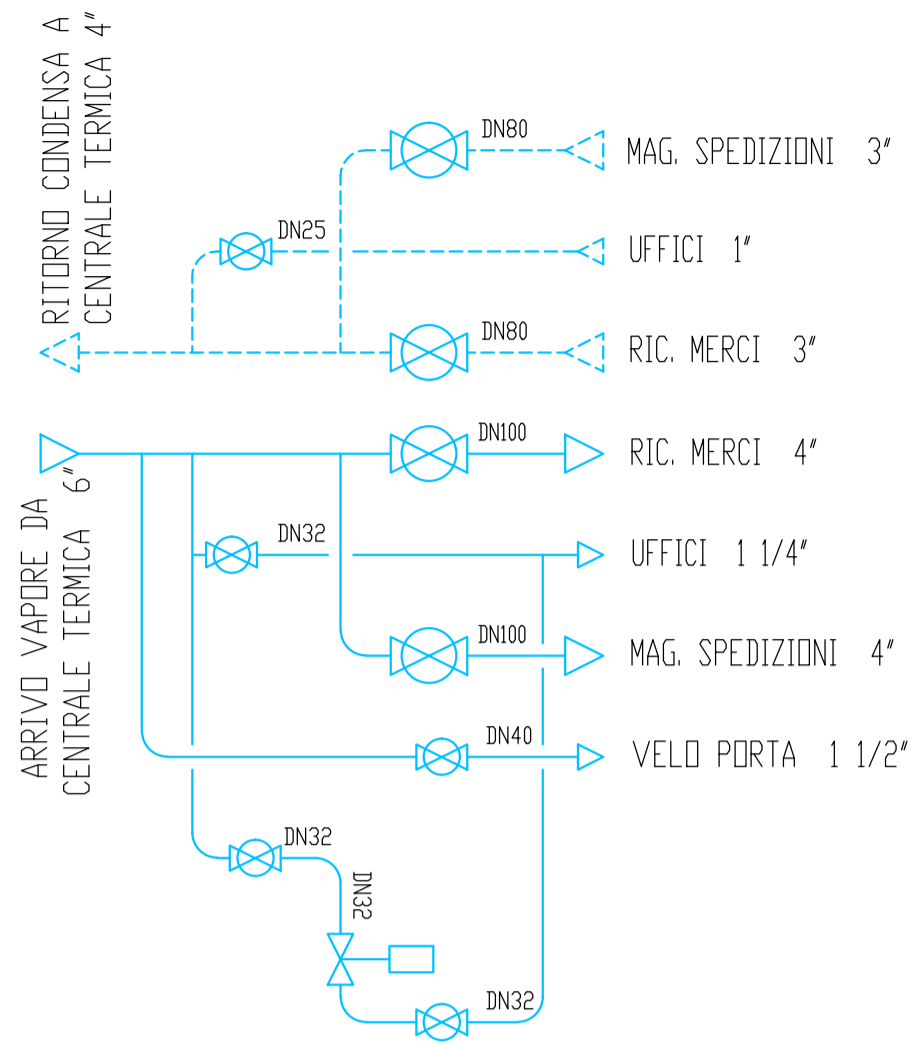 RITORNO CONDENSA A
CENTRALE TERMICA 4"
DN80
MAG. SPEDIZIONI 3"
DN25
UFFICI 1"
DN80
RIC. MERCI 3"
ARRIVO VAPORE DA
CENTRALE TERMICA 6"
DN100
RIC. MERCI 4"
DN32
UFFICI 1 1/4"
DN100
MAG. SPEDIZIONI 4"
DN40
VELO PORTA 1 1/2"
DN32
DN32
DN32